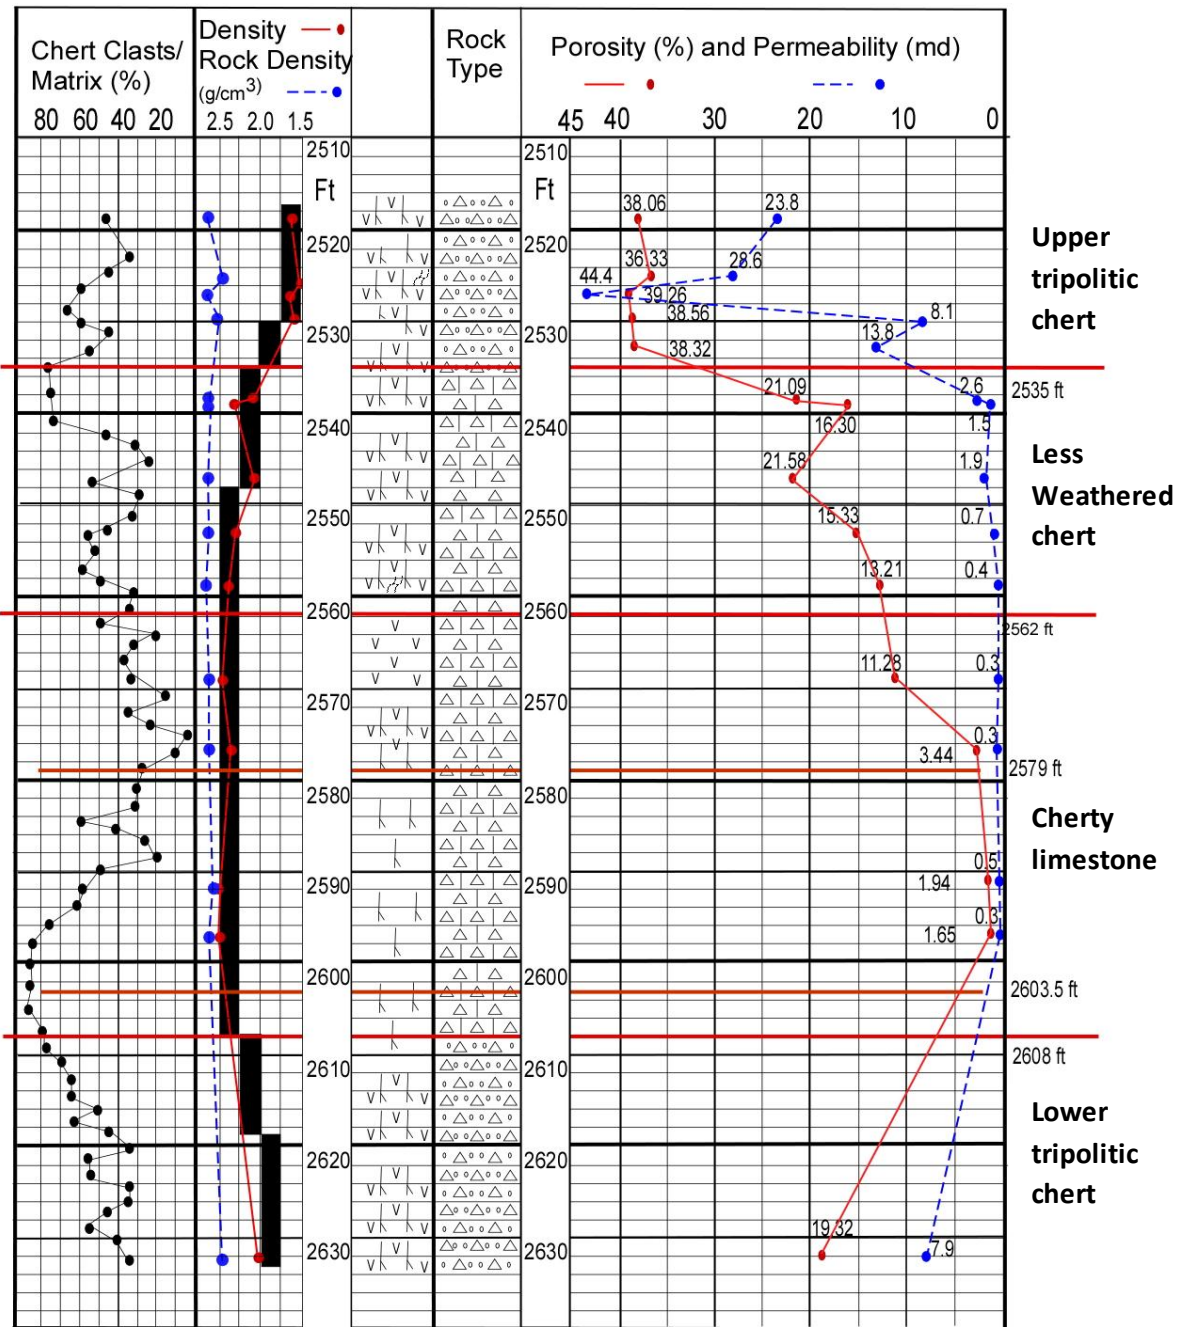 Chert Clasts/
Matrix (%)
80 60 40 20
Density
Rock Density
(g/cm3)
2.5 2.0 1.5
Rock
Type
Porosity (%) and Permeability (md)
45 40 30 20 10 0
2510
Ft
2520
2530
2540
2550
2560
2570
2580
2590
2600
2610
2620
2630
2510
Ft
2520
2530
2540
2550
2560
2570
2580
2590
2600
2610
2620
2630
38.06 23.8
36.33 28.6
44.4 39.26
38.56 8.1
13.8
38.32
21.09 2.6
16.30 1.5
21.58 1.9
15.33 0.7
13.21 0.4
11.28 0.3
3.44 0.3
1.94 0.5
1.65 0.3
19.32 7.9
Upper
tripolitic
chert
2535 ft
Less
Weathered
chert
2562 ft
2579 ft
Cherty
limestone
2603.5 ft
2608 ft
Lower
tripolitic
chert